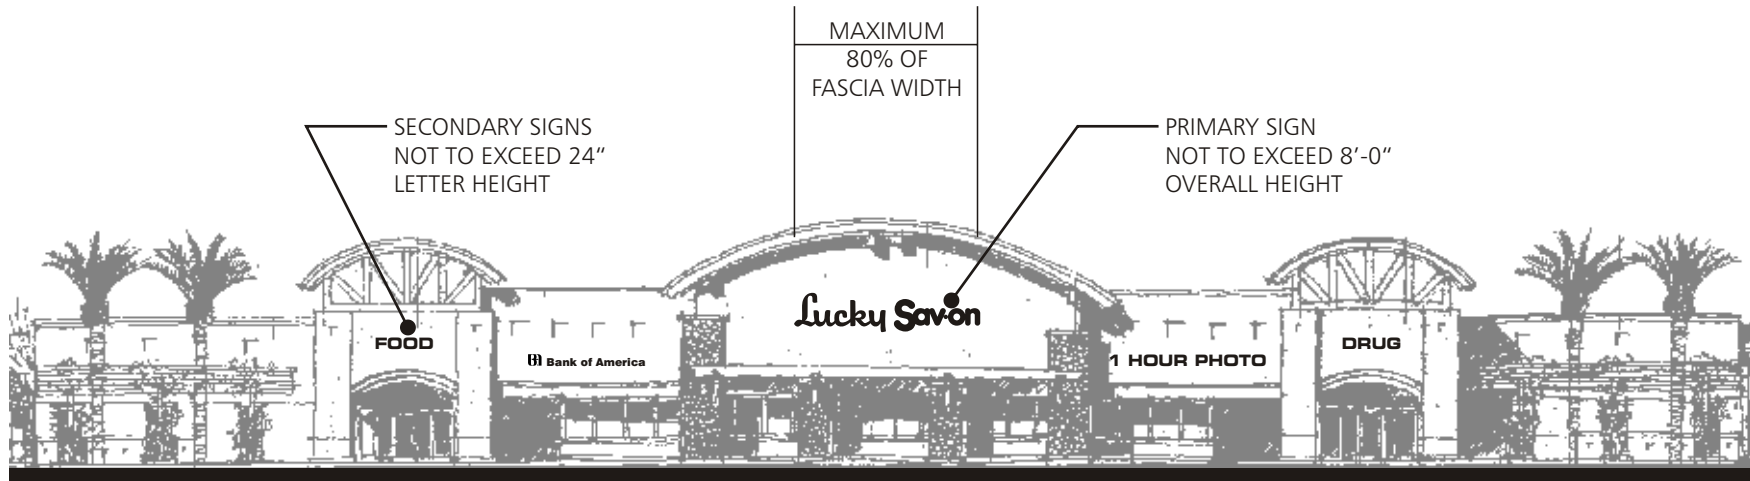 MAXIMUM
80% OF
FASCIA WIDTH
SECONDARY SIGNS
NOT TO EXCEED 24"
LETTER HEIGHT
PRIMARY SIGN
NOT TO EXCEED 8'-0"
OVERALL HEIGHT
Lucky Sav-on
FOOD
Bank of America
1 HOUR PHOTO
DRUG